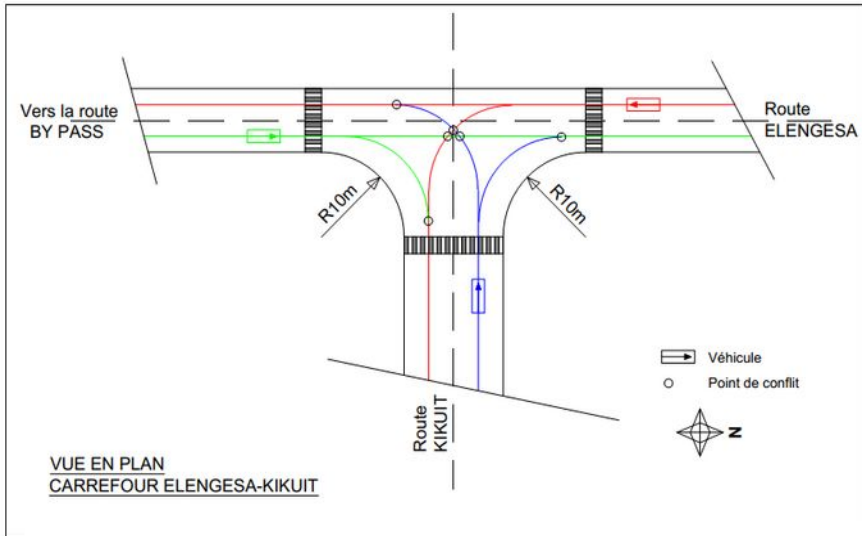 Vers la route
BY PASS
Route
ELENGESA
R10m
R10m
Route
KIKUIT
Véhicule
Point de conflit
N
VUE EN PLAN
CARREFOUR ELENGESA-KIKUIT